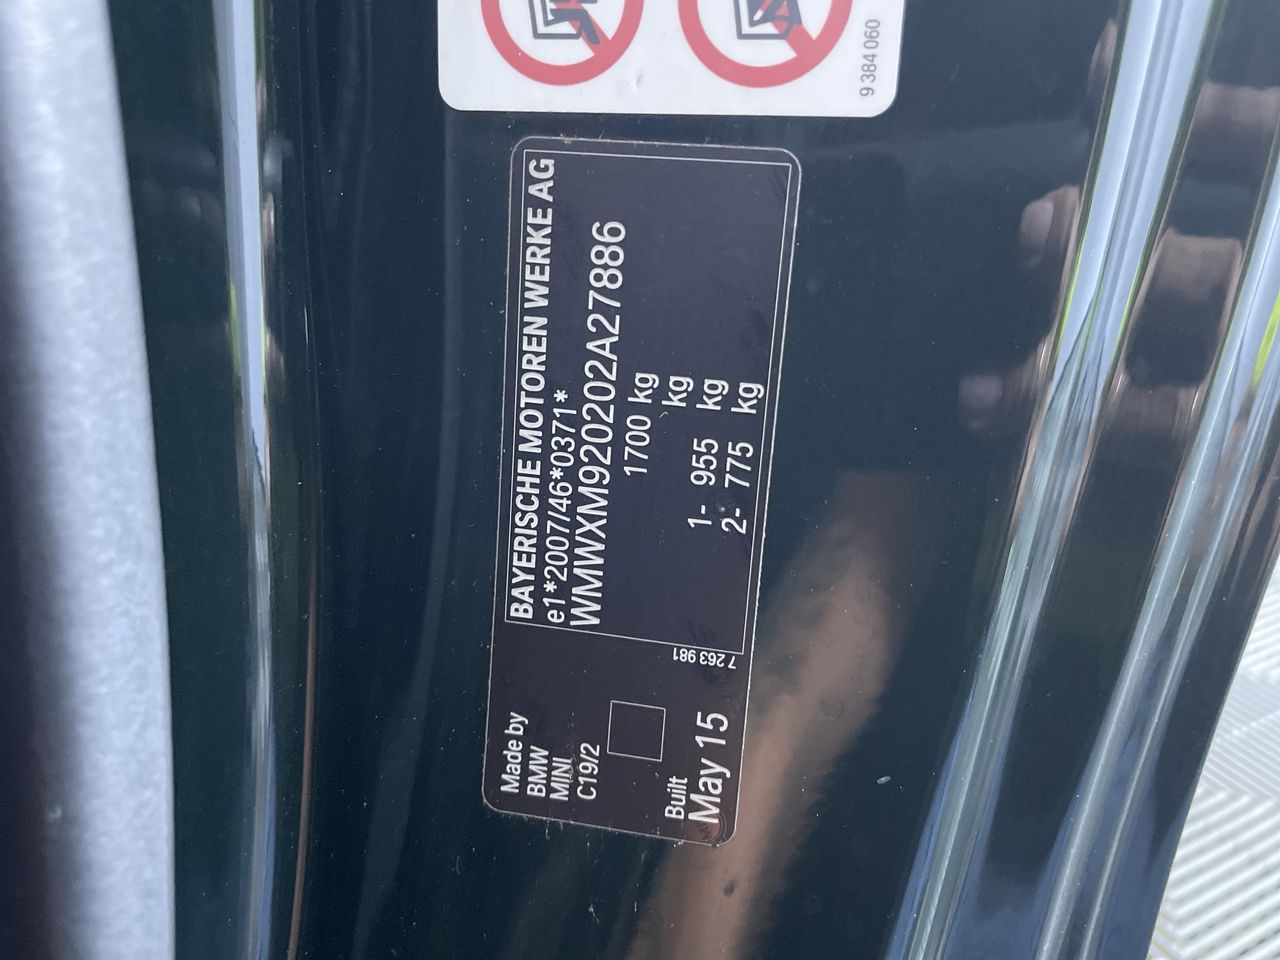 9 384 060
BAYERISCHE MOTOREN WERKE AG
e1*2007/46*0371*
WMWXM920202A27886
1700 kg
kg
1- 955 kg
2- 775 kg
7 263 981
Made by
BMW
MINI
C19/2
Built
May 15